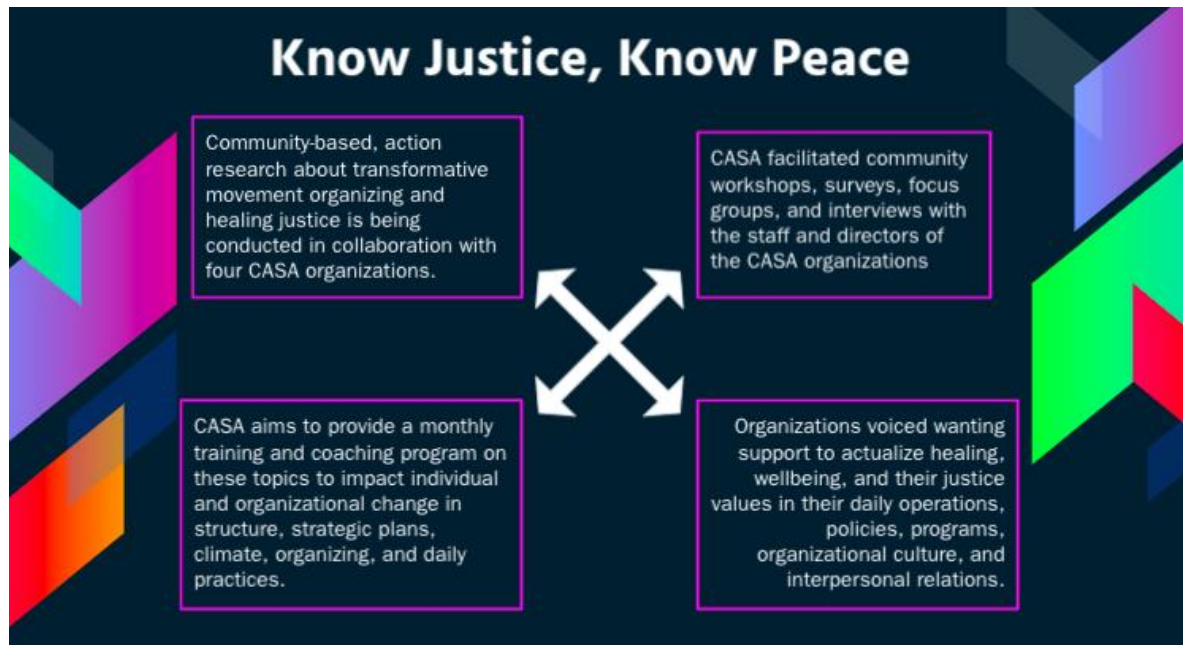 Know Justice, Know Peace
Community-based, action
research about transformative
movement organizing and
healing justice is being
conducted in collaboration with
four CASA organizations.
CASA facilitated community
workshops, surveys, focus
groups, and interviews with
the staff and directors of
the CASA organizations
CASA aims to provide a monthly
training and coaching program on
these topics to impact individual
and organizational change in
structure, strategic plans,
climate, organizing, and daily
practices.
Organizations voiced wanting
support to actualize healing,
wellbeing, and their justice
values in their daily operations,
policies, programs,
organizational culture, and
interpersonal relations.